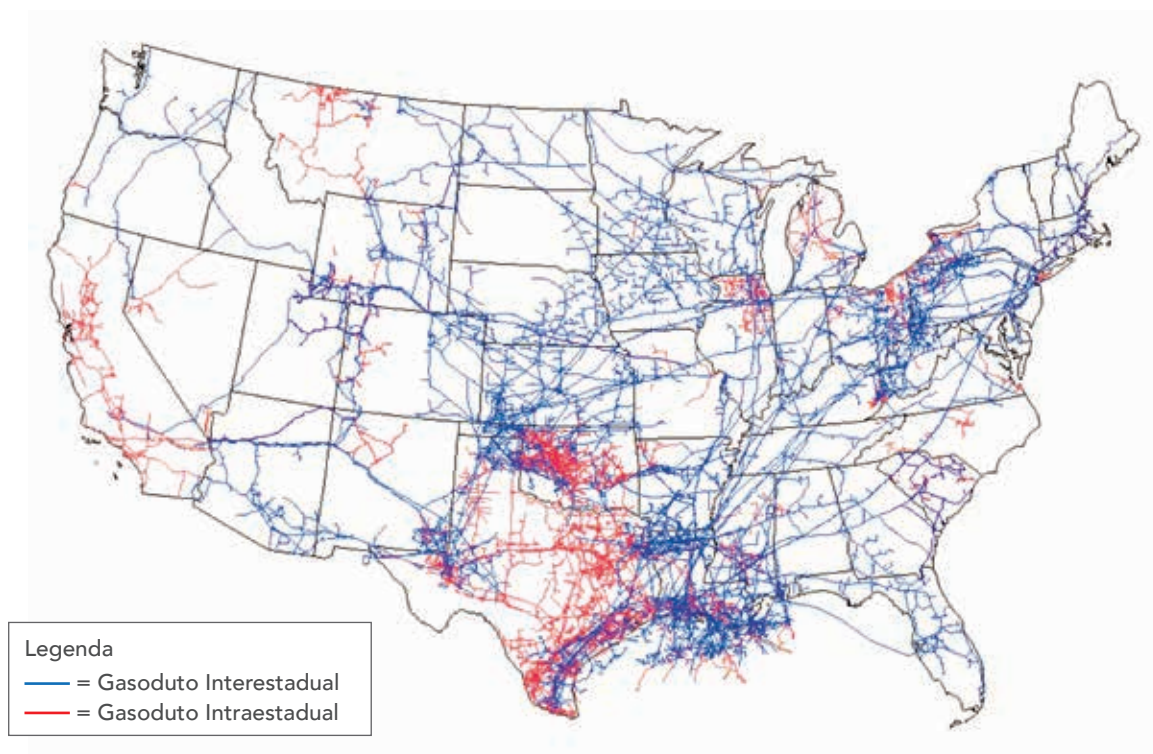 Legenda
= Gasoduto Interestadual
= Gasoduto Intraestadual